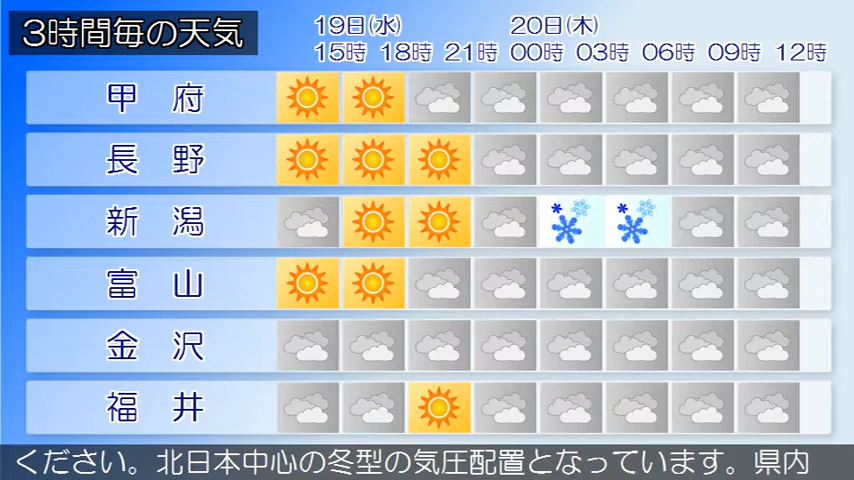 3時間毎の天気
19日(水) 20日(木)
15時 18時 21時 00時 03時 06時 09時 12時
甲府
長野
新潟
富山
金沢
福井
ください。北日本中心の冬型の気圧配置となっています。県内